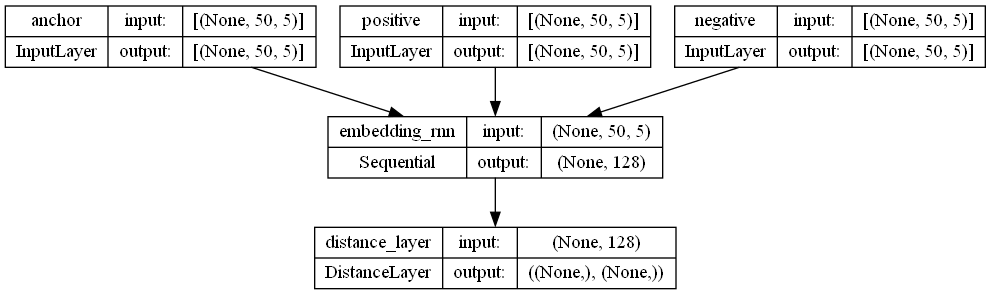 anchor input: [(None, 50, 5)] positive input: [(None, 50, 5)] negative input: [(None, 50, 5)]
InputLayer output: [(None, 50, 5)] InputLayer output: [(None, 50, 5)] InputLayer output: [(None, 50, 5)]
embedding_rnn input: (None, 50, 5)
Sequential output: (None, 128)
distance_layer input: (None, 128)
DistanceLayer output: ((None,), (None,))